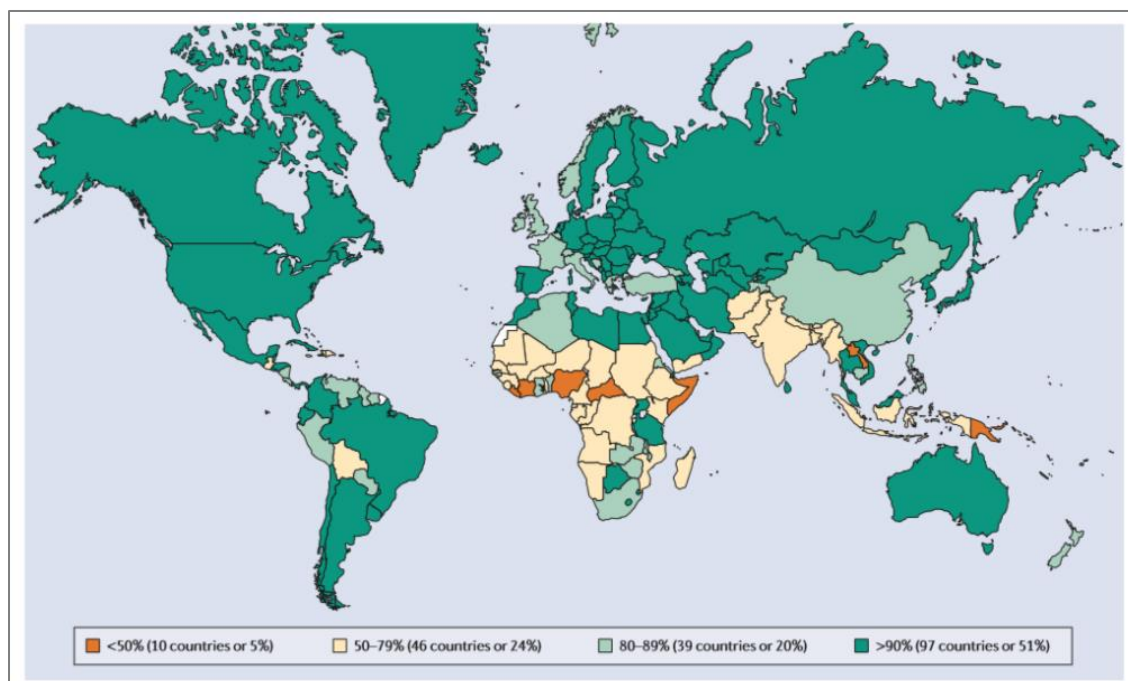 <50% (10 countries or 5%) 50–79% (46 countries or 24%) 80–89% (39 countries or 20%) >90% (97 countries or 51%)